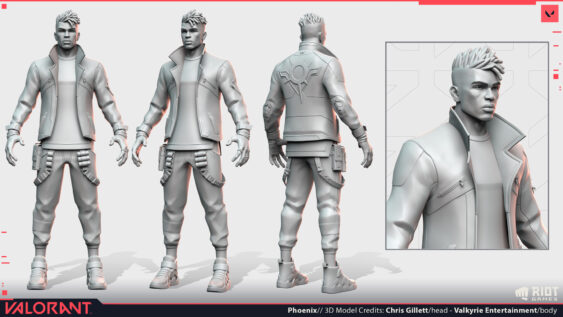 RIOT
GAMES
VALORANT
Phoenix// 3D Model Credits: Chris Gillett/head - Valkyrie Entertainment/body